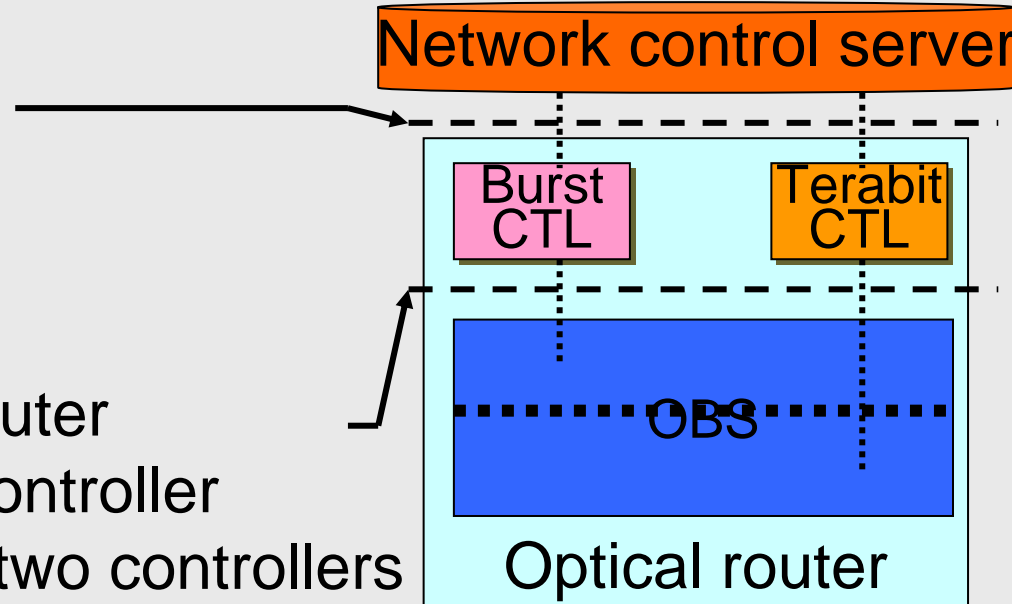 Network control server
Burst
CTL
Terabit
CTL
OBS
uter
ontroller
two controllers
Optical router